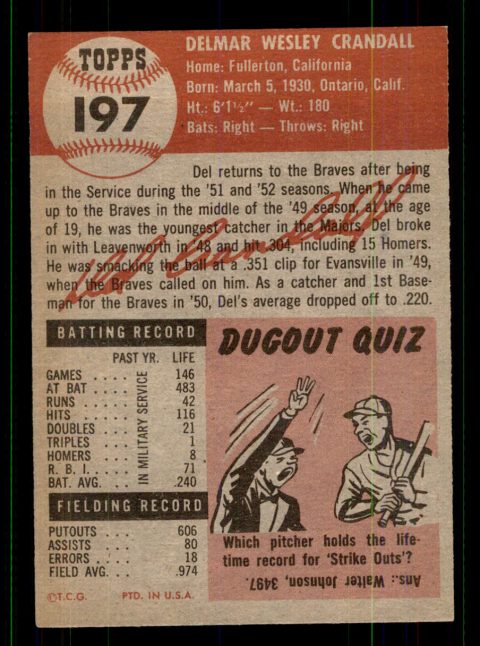 TOPPS
197
DELMAR WESLEY CRANDALL
Home: Fullerton, California
Born: March 5, 1930, Ontario, Calif.
Ht.: 6'1½" — Wt.: 180
Bats: Right — Throws: Right
Del returns to the Braves after being
in the Service during the '51 and '52 seasons. When he came
up to the Braves in the middle of the '49 season, at the age
of 19, he was the youngest catcher in the Majors. Del broke
in with Leavenworth in '48 and hit .304, including 15 Homers.
He was smacking the ball at a .351 clip for Evansville in '49,
when the Braves called on him. As a catcher and 1st Base-
man for the Braves in '50, Del's average dropped off to .220.
Del Crandall
BATTING RECORD
PAST YR. LIFE
GAMES . . . . 146
AT BAT . . . . 483
RUNS . . . . 42
HITS . . . . 116
DOUBLES . . . 21
TRIPLES . . . 1
HOMERS . . . 8
R. B. I. . . . . 71
BAT. AVG. . . . .240
IN MILITARY SERVICE
FIELDING RECORD
PUTOUTS . . . 606
ASSISTS . . . 80
ERRORS . . . 18
FIELD AVG. . . . .974
©T.C.G. PTD. IN U.S.A.
DUGOUT QUIZ
Which pitcher holds the life-
time record for 'Strike Outs'?
Ans.: Walter Johnson, 3497.